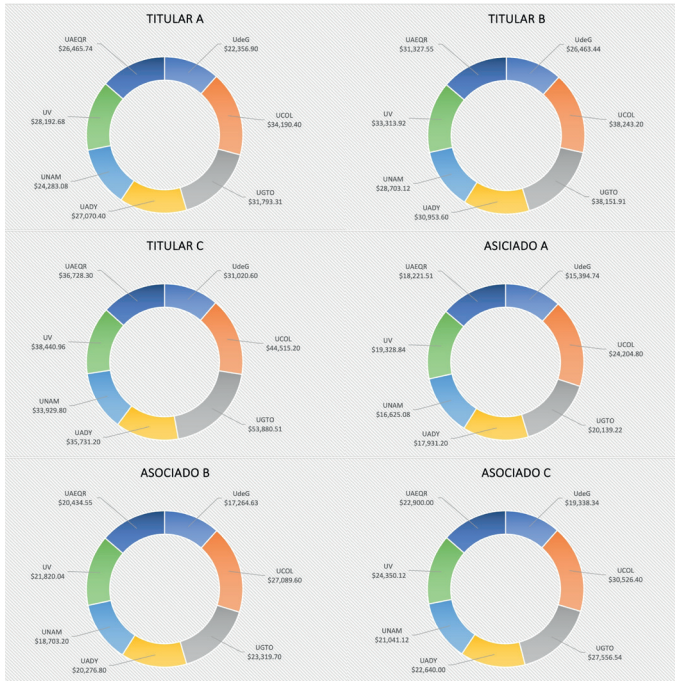 TITULAR A
UAEQR
$26,465.74
UdeG
$22,356.90
UV
$28,192.68
UCOL
$34,190.40
UNAM
$24,283.08
UGTO
$31,793.31
UADY
$27,070.40
TITULAR B
UAEQR
$31,327.55
UdeG
$26,463.44
UV
$33,313.92
UCOL
$38,243.20
UNAM
$28,703.12
UGTO
$38,151.91
UADY
$30,953.60
TITULAR C
UAEQR
$36,728.30
UdeG
$31,020.60
UV
$38,440.96
UCOL
$44,515.20
UNAM
$33,929.80
UGTO
$53,880.51
UADY
$35,731.20
ASICIADO A
UAEQR
$18,221.51
UdeG
$15,394.74
UV
$19,328.84
UCOL
$24,204.80
UNAM
$16,625.08
UGTO
$20,139.22
UADY
$17,931.20
ASOCIADO B
UAEQR
$20,434.55
UdeG
$17,264.63
UV
$21,820.04
UCOL
$27,089.60
UNAM
$18,703.20
UGTO
$23,319.70
UADY
$20,276.80
ASOCIADO C
UAEQR
$22,900.00
UdeG
$19,338.34
UV
$24,350.12
UCOL
$30,526.40
UNAM
$21,041.12
UGTO
$27,556.54
UADY
$22,640.00